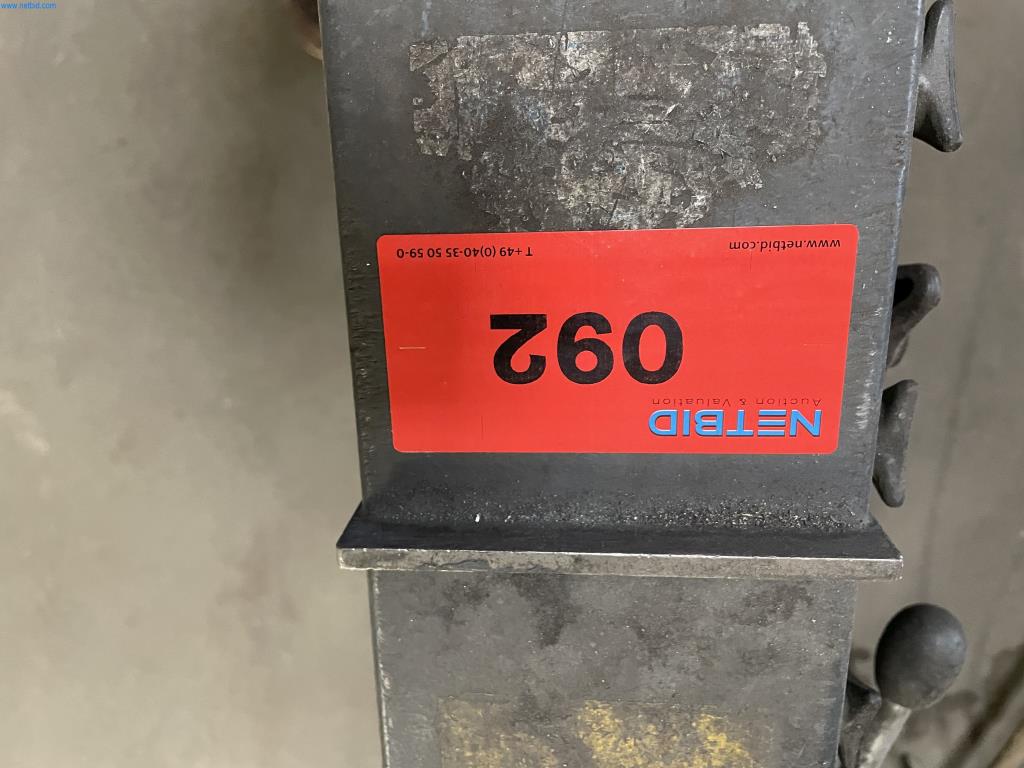 www.netbid.com
NETBID
Auction & Valuation
092
www.netbid.com
T +49 (0)40-35 50 59-0